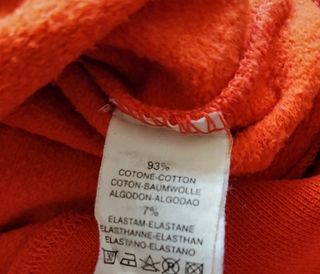 93%
COTONE-COTTON
COTON-BAUMWOLLE
ALGODON-ALGODAO
7%
ELASTAM-ELASTANE
ELASTHANNE-ELASTHAN
ELASTANO-ELASTANO